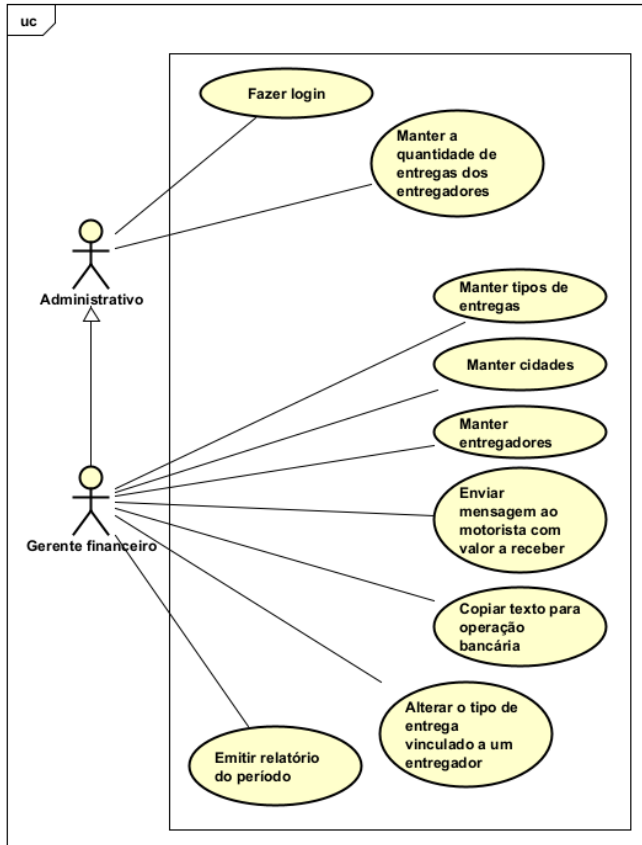 uc
Fazer login
Manter a
quantidade de
entregas dos
entregadores
Administrativo
Manter tipos de
entregas
Manter cidades
Manter
entregadores
Enviar
mensagem ao
motorista com
valor a receber
Gerente financeiro
Copiar texto para
operação
bancária
Alterar o tipo de
entrega
vinculado a um
entregador
Emitir relatório
do período